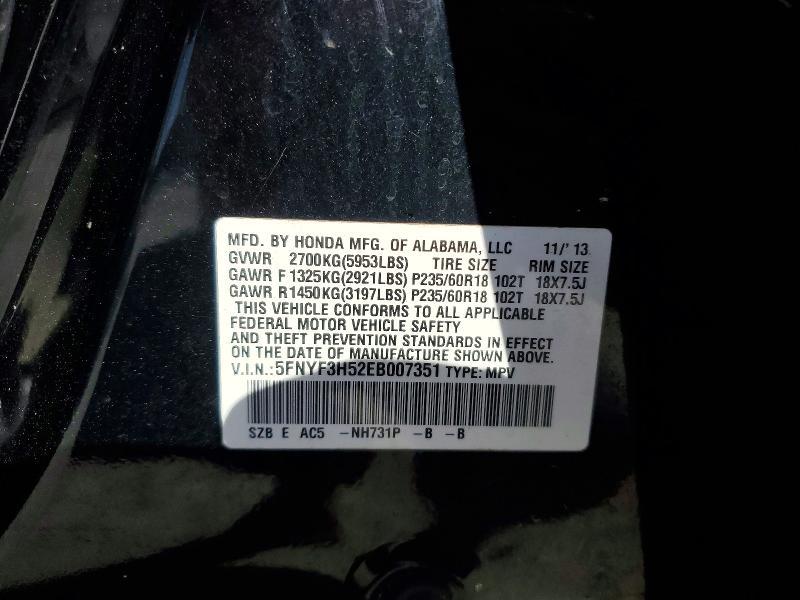 MFD. BY HONDA MFG. OF ALABAMA, LLC 11/'13
GVWR 2700KG(5953LBS) TIRE SIZE RIM SIZE
GAWR F 1325KG(2921LBS) P235/60R18 102T 18X7.5J
GAWR R1450KG(3197LBS) P235/60R18 102T 18X7.5J
THIS VEHICLE CONFORMS TO ALL APPLICABLE
FEDERAL MOTOR VEHICLE SAFETY
AND THEFT PREVENTION STANDARDS IN EFFECT
ON THE DATE OF MANUFACTURE SHOWN ABOVE.
V.I.N.:5FNYF3H52EB007351 TYPE: MPV
SZB E AC5 -NH731P -B -B